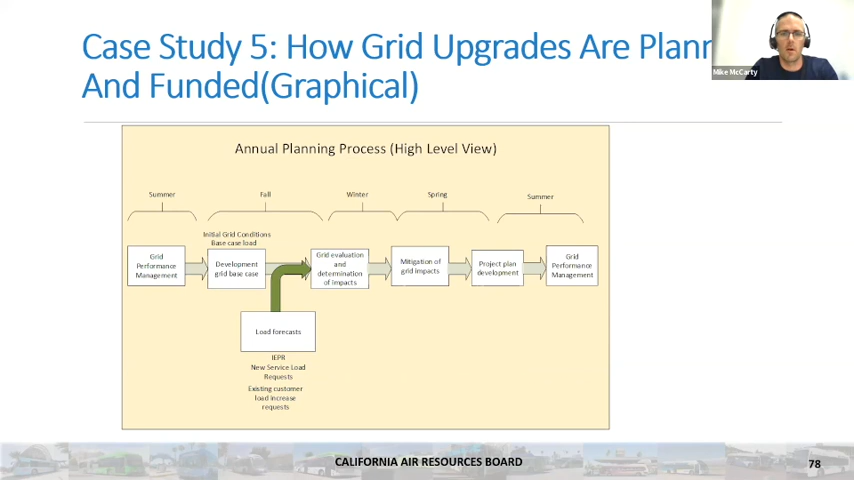 Case Study 5: How Grid Upgrades Are Plann
And Funded(Graphical)
Mike McCarty
Annual Planning Process (High Level View)
Summer
Fall
Winter
Spring
Summer
Initial Grid Conditions
Base case load
Grid
Performance
Management
Development
grid base case
Grid evaluation
and
determination
of impacts
Mitigation of
grid impacts
Project plan
development
Grid
Performance
Management
Load forecasts
IEPR
New Service Load
Requests
Existing customer
load increase
requests
CALIFORNIA AIR RESOURCES BOARD
78